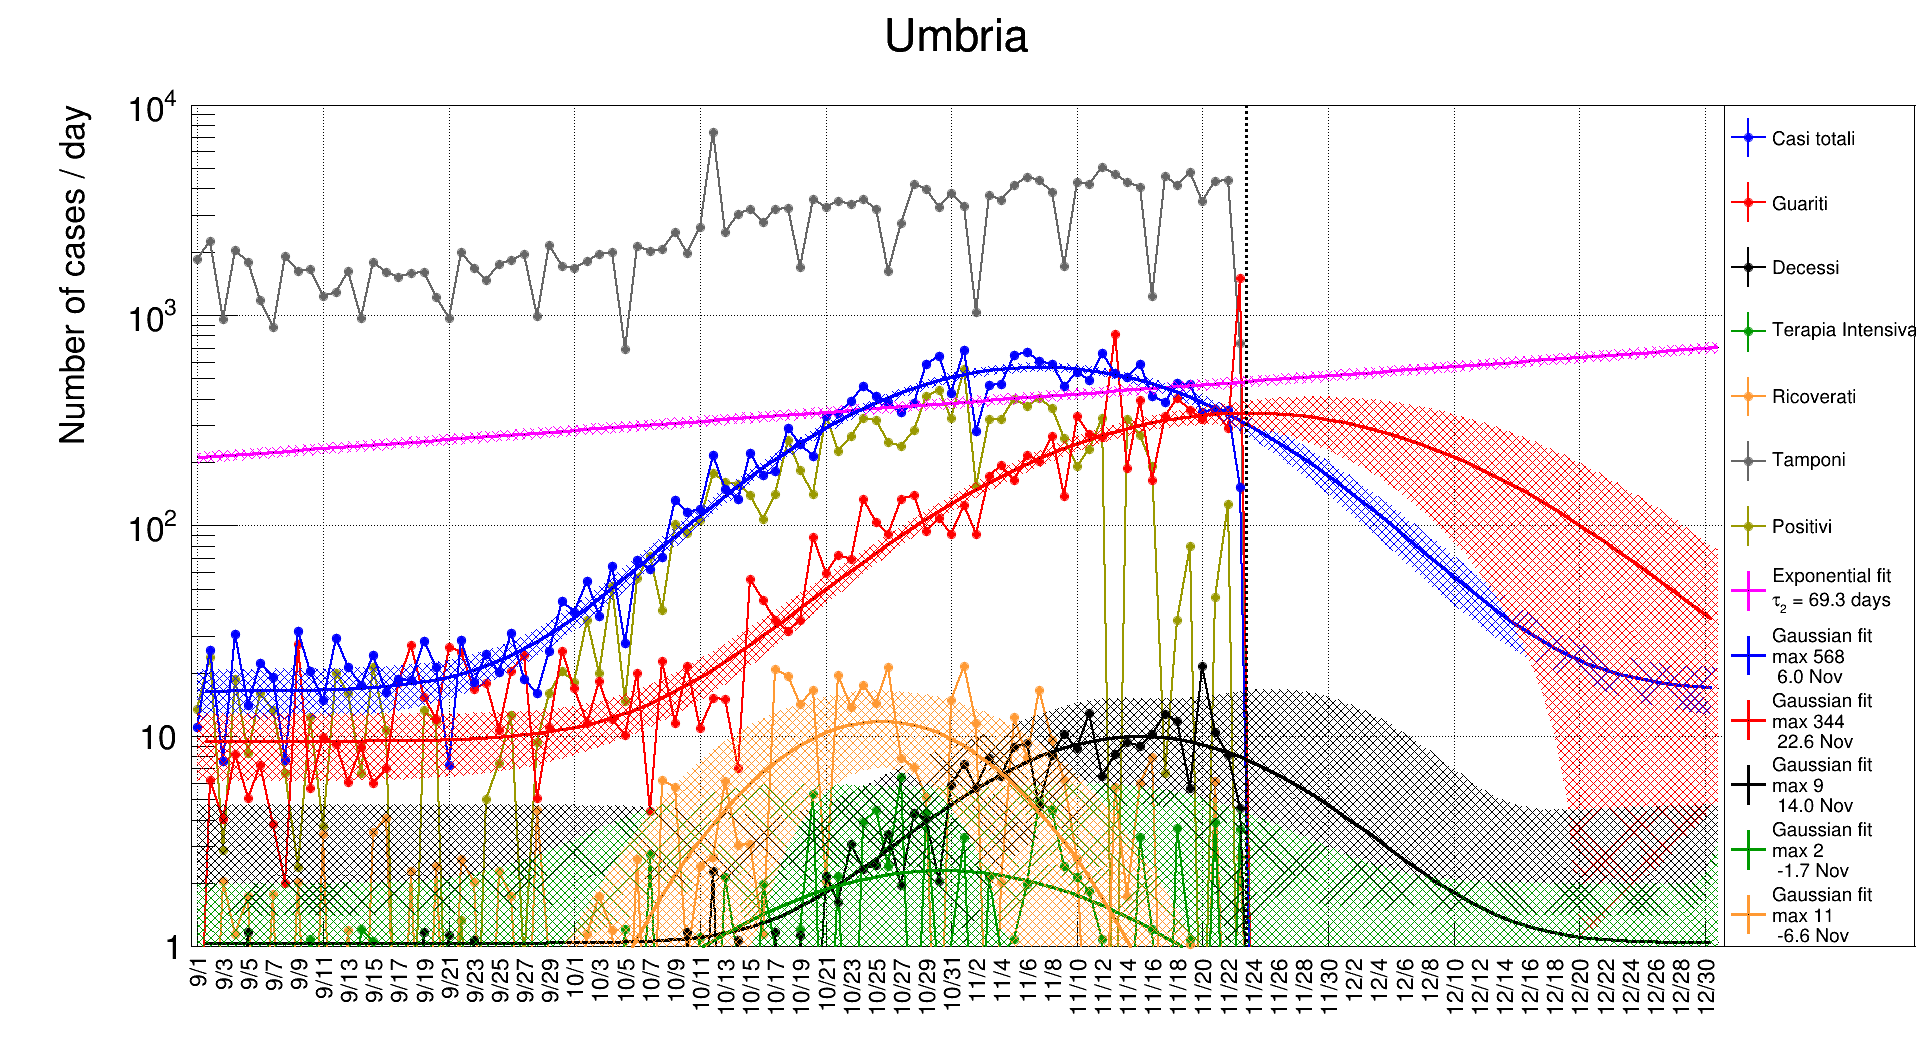 Umbria
Number of cases / day
10^4
10^3
10^2
10
1
9/1 9/3 9/5 9/7 9/9 9/11 9/13 9/15 9/17 9/19 9/21 9/23 9/25 9/27 9/29 10/1 10/3 10/5 10/7 10/9 10/11 10/13 10/15 10/17 10/19 10/21 10/23 10/25 10/27 10/29 10/31 11/2 11/4 11/6 11/8 11/10 11/12 11/14 11/16 11/18 11/20 11/22 11/24 11/26 11/28 11/30 12/2 12/4 12/6 12/8 12/10 12/12 12/14 12/16 12/18 12/20 12/22 12/24 12/26 12/28 12/30
Casi totali
Guariti
Decessi
Terapia Intensiva
Ricoverati
Tamponi
Positivi
Exponential fit
τ2 = 69.3 days
Gaussian fit
max 568
6.0 Nov
Gaussian fit
max 344
22.6 Nov
Gaussian fit
max 9
14.0 Nov
Gaussian fit
max 2
-1.7 Nov
Gaussian fit
max 11
-6.6 Nov